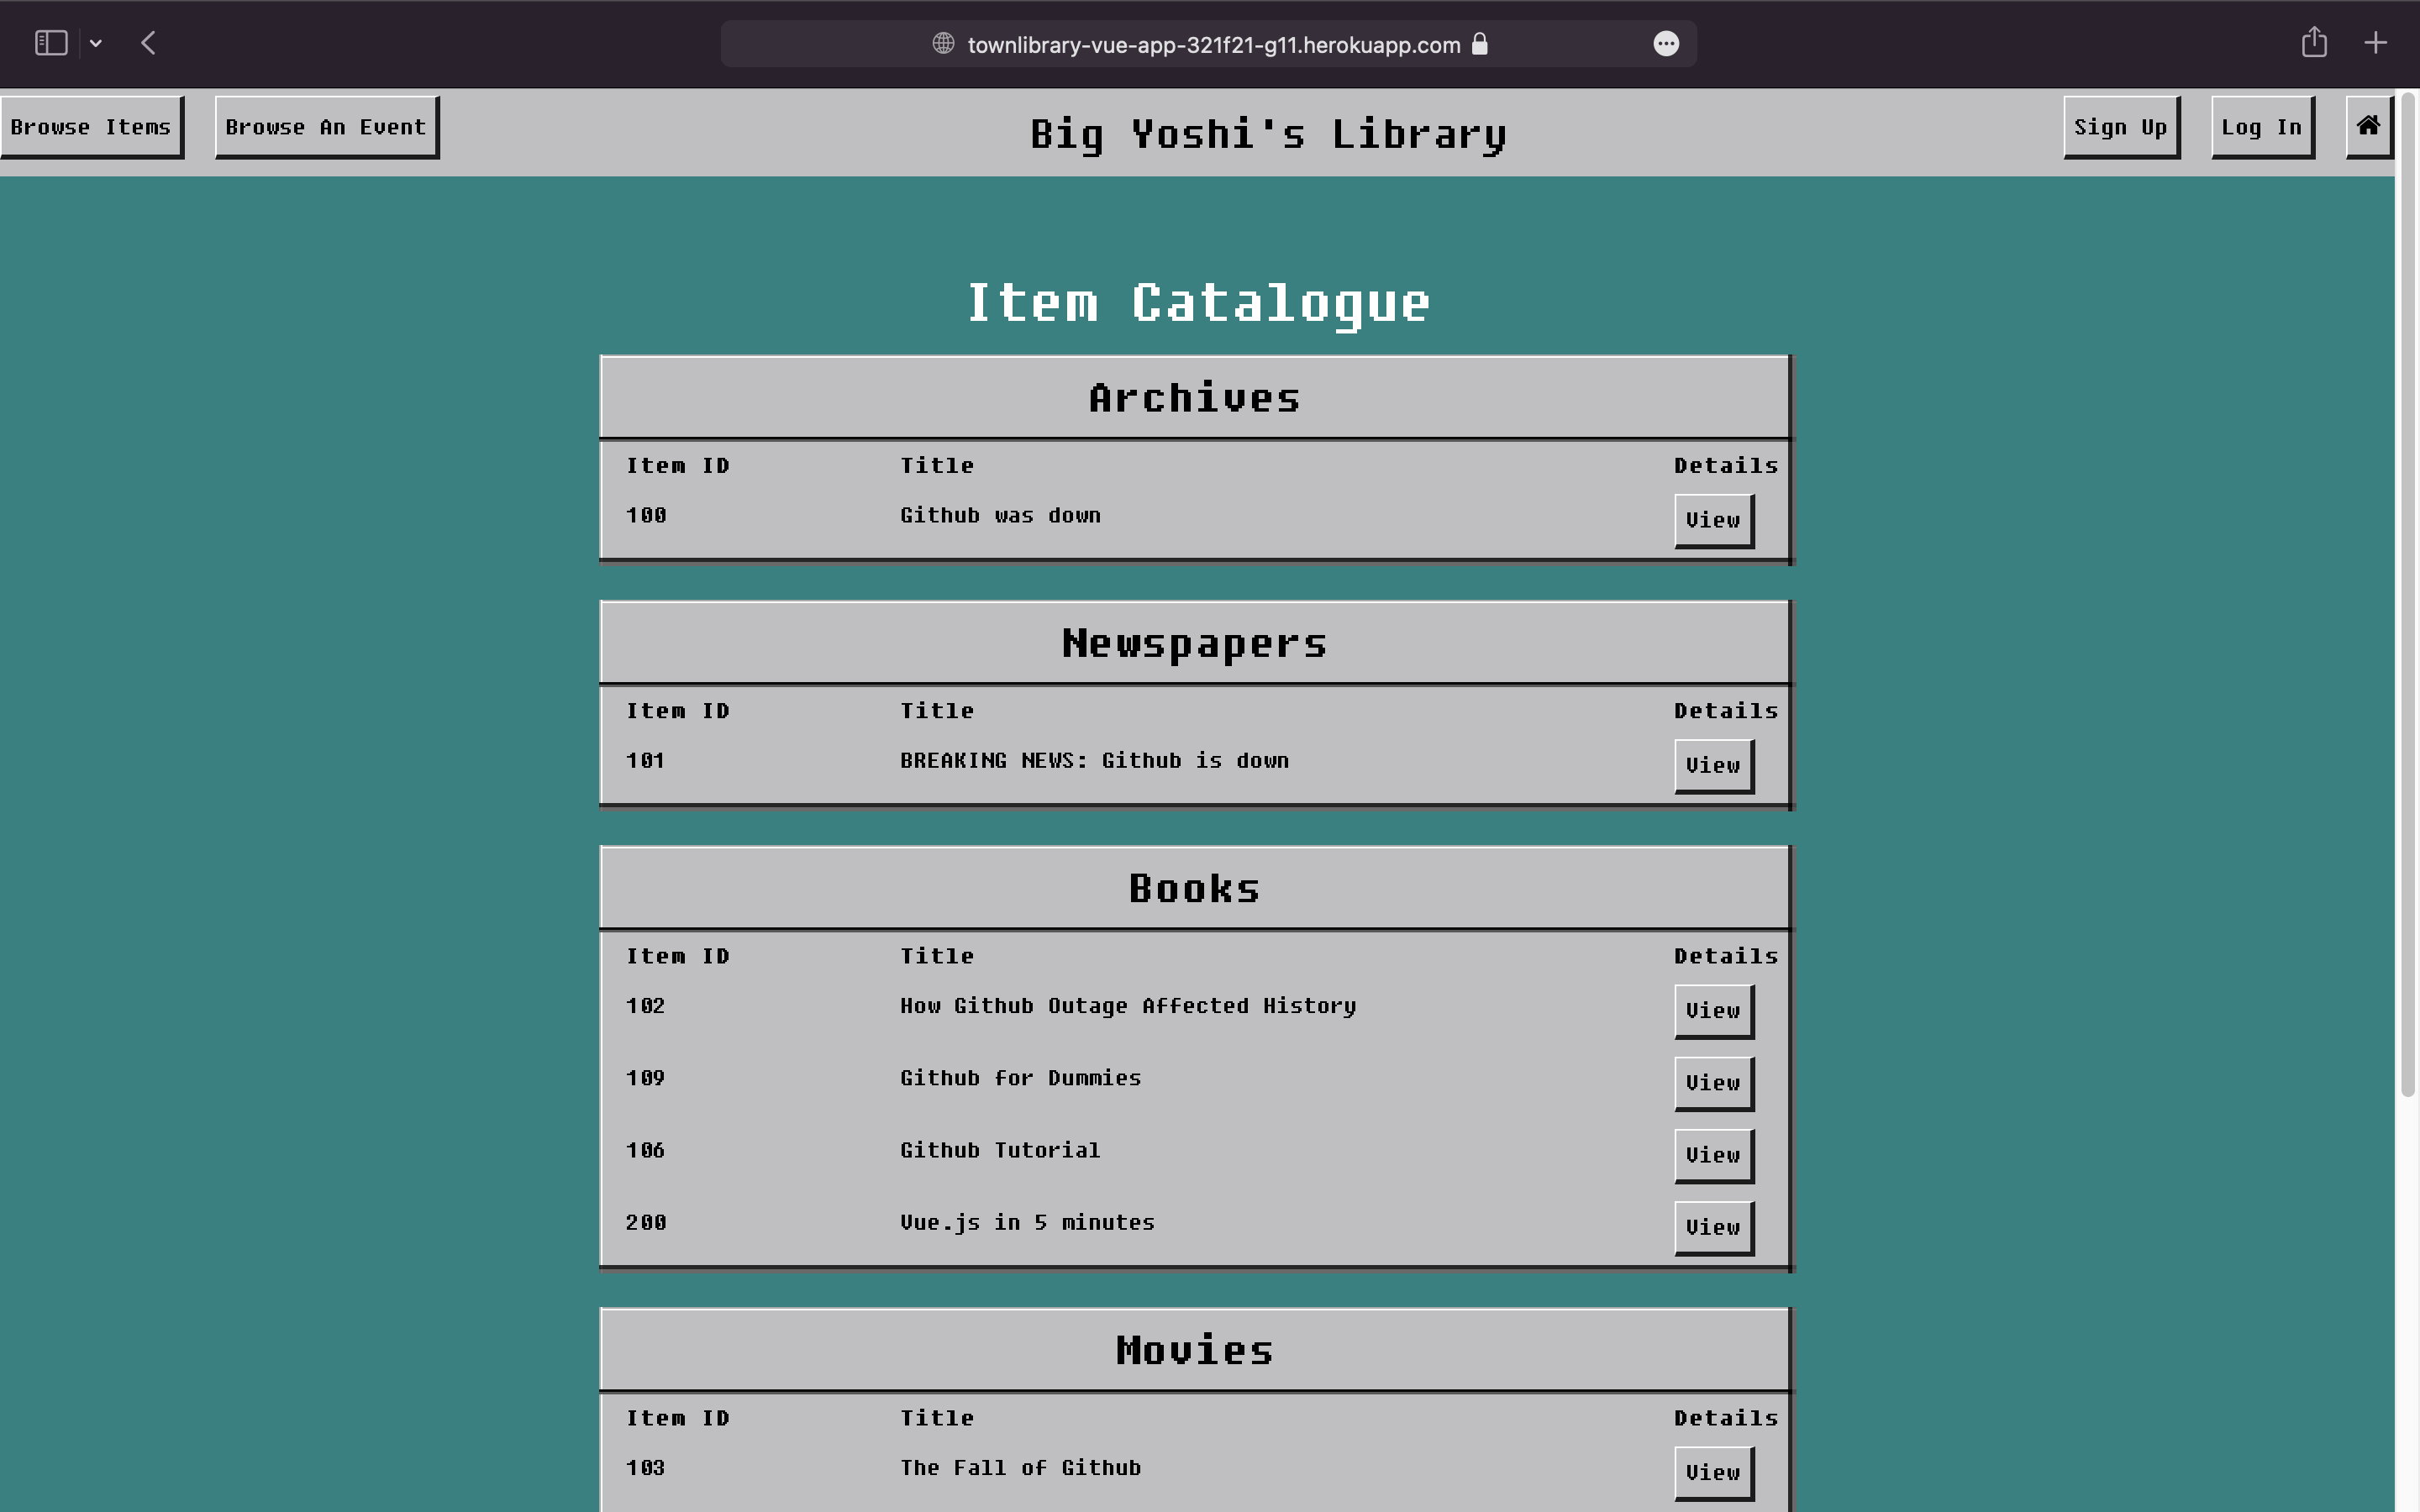 townlibrary-vue-app-321f21-g11.herokuapp.com
Browse Items Browse An Event Big Yoshi's Library Sign Up Log In
Item Catalogue
Archives
Item ID Title Details
100 Github was down View
Newspapers
Item ID Title Details
101 BREAKING NEWS: Github is down View
Books
Item ID Title Details
102 How Github Outage Affected History View
109 Github for Dummies View
106 Github Tutorial View
200 Vue.js in 5 minutes View
Movies
Item ID Title Details
103 The Fall of Github View